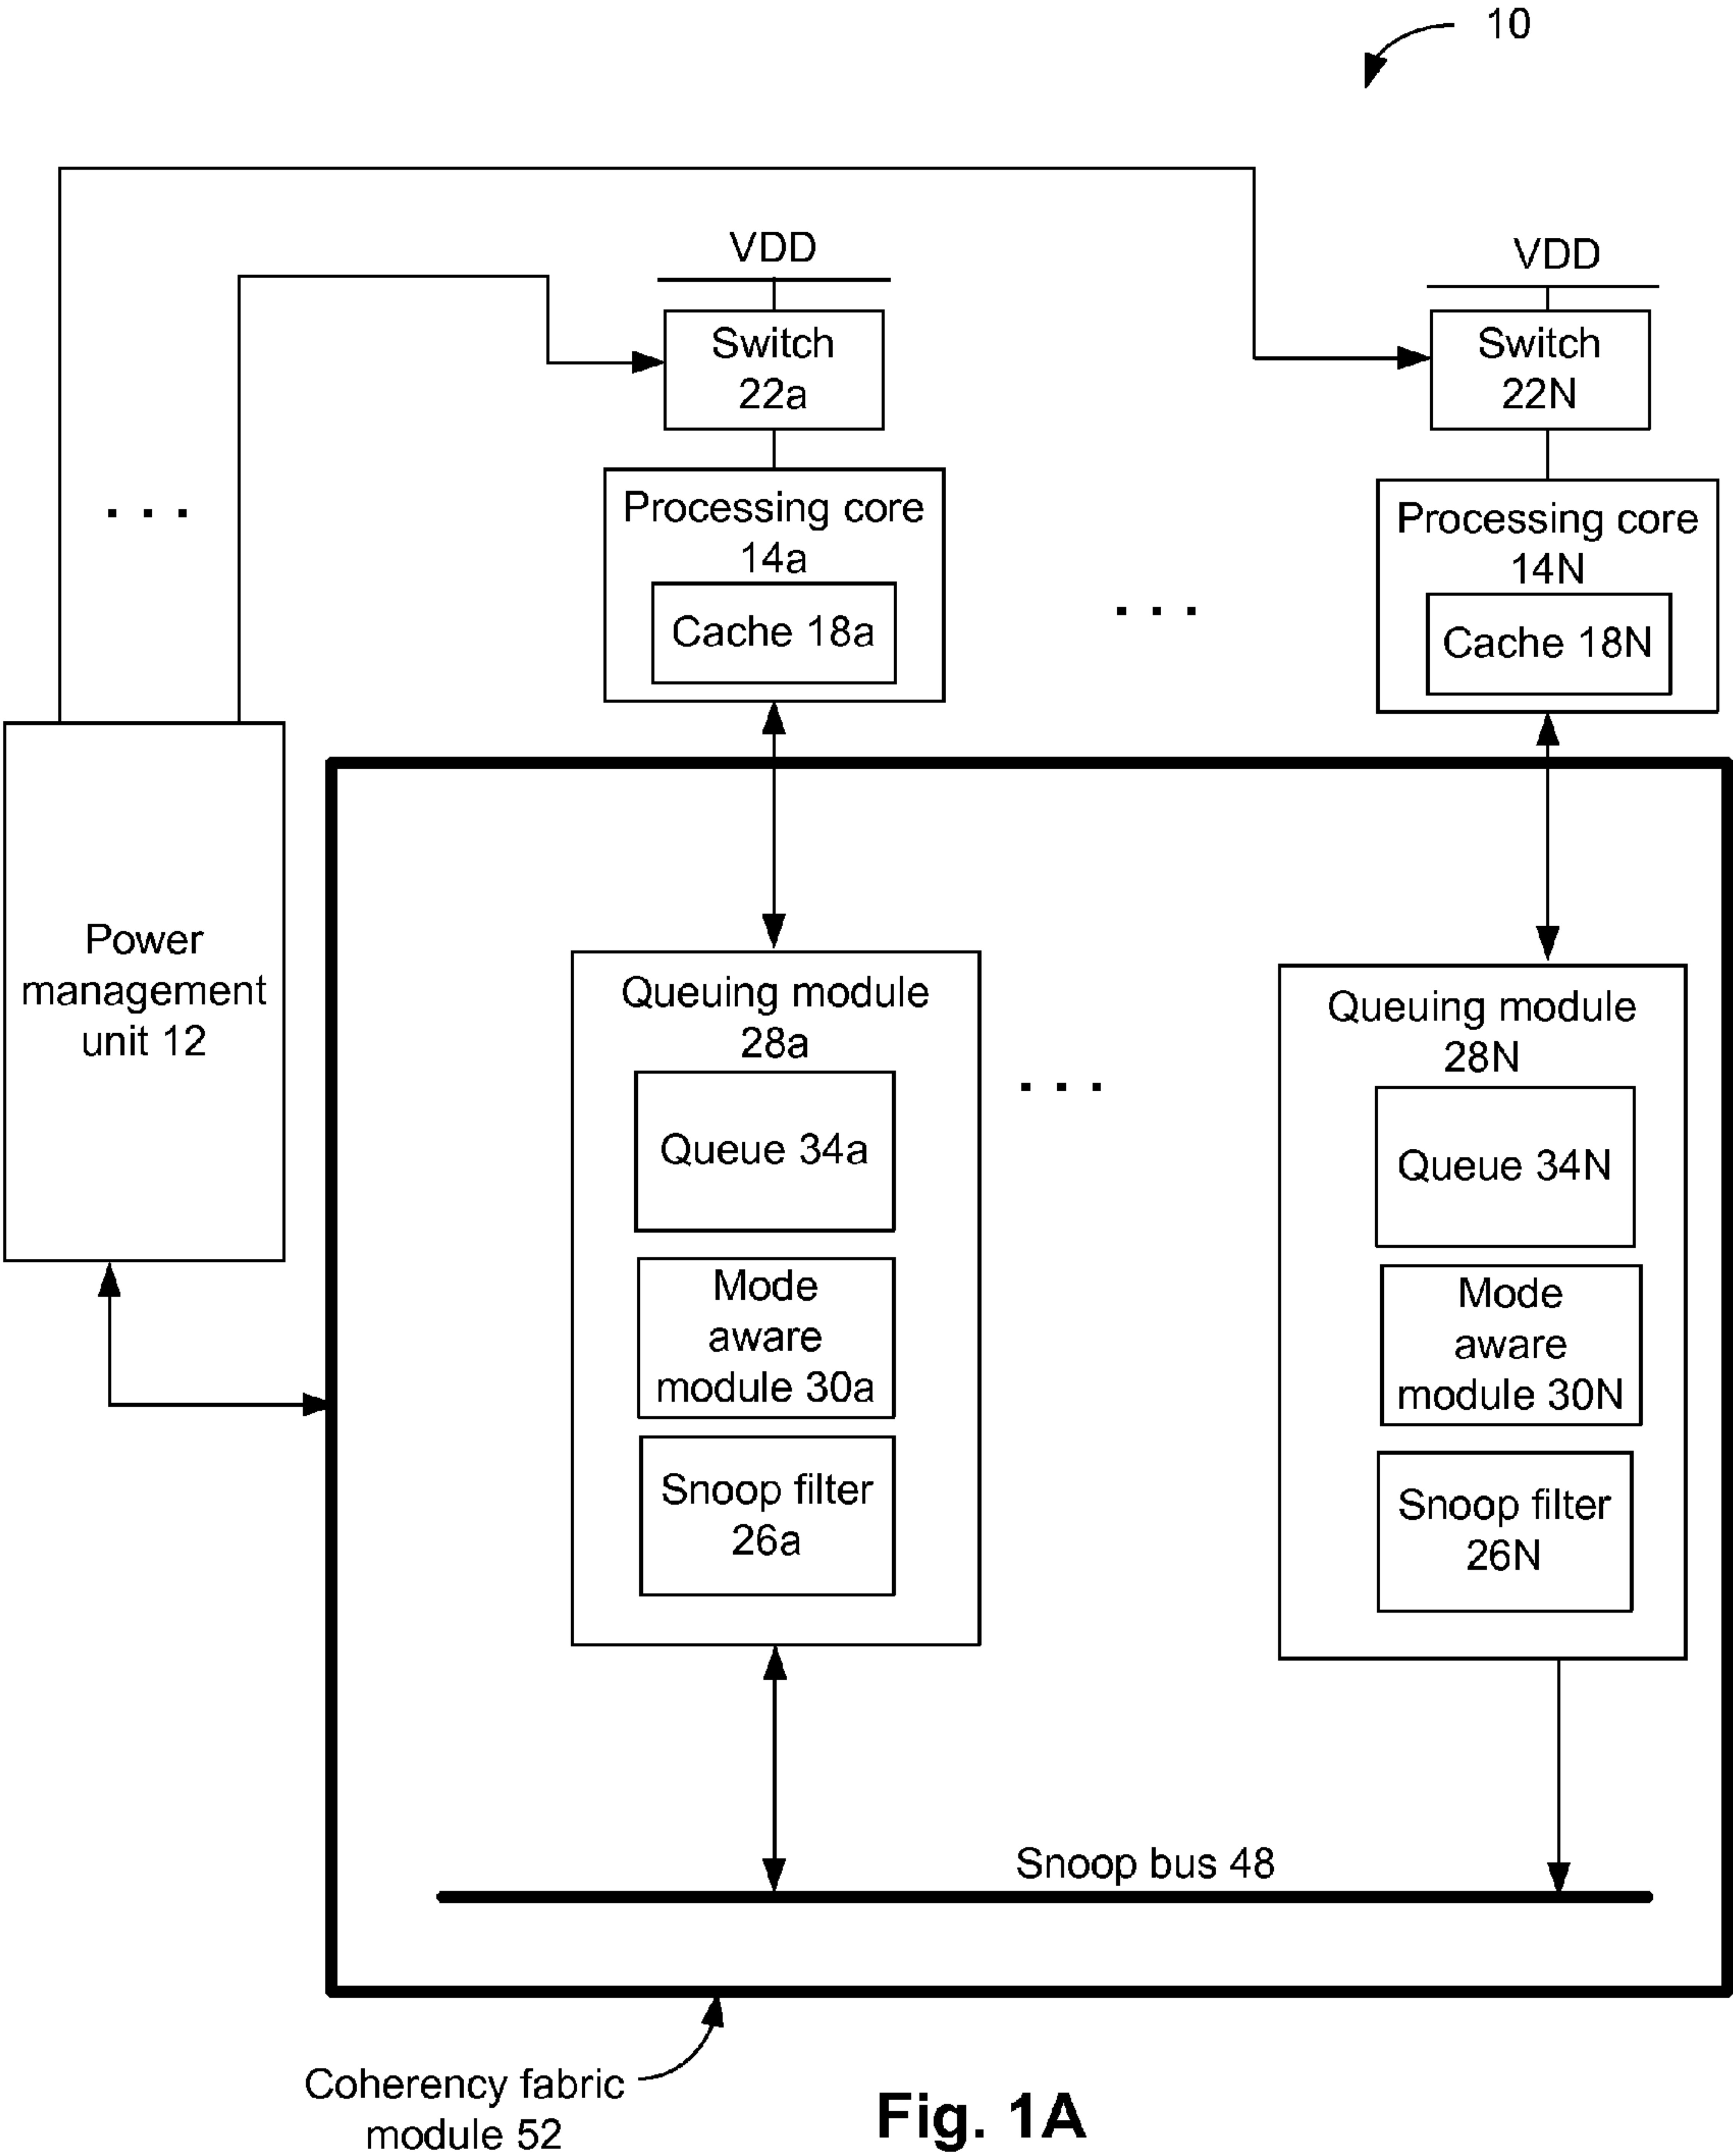 10
VDD
VDD
Switch
22a
Switch
22N
Processing core
14a
Cache 18a
Processing core
14N
Cache 18N
. . .
. . .
Power
management
unit 12
Queuing module
28a
Queue 34a
Mode
aware
module 30a
Snoop filter
26a
. . .
Queuing module
28N
Queue 34N
Mode
aware
module 30N
Snoop filter
26N
Snoop bus 48
Coherency fabric
module 52
Fig. 1A